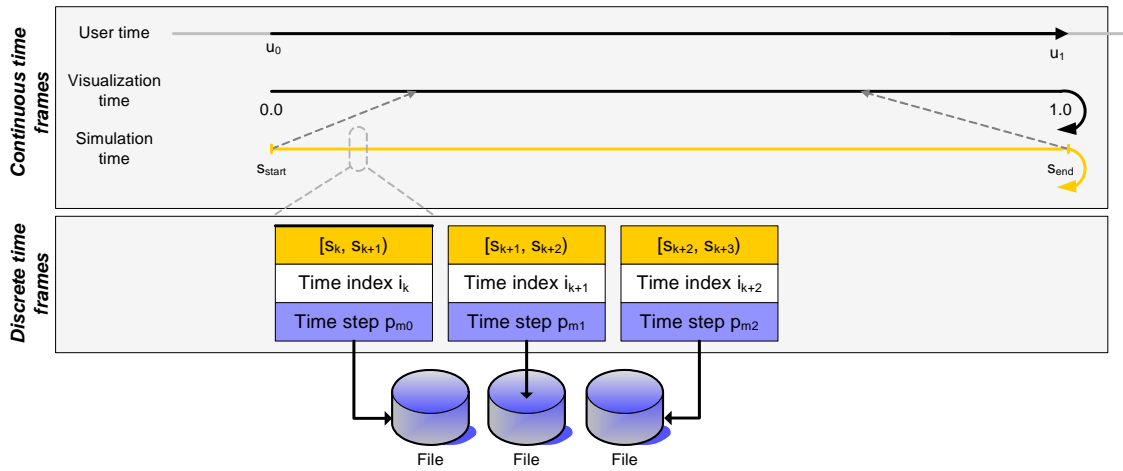 Continuous time
frames
User time
u0
u1
Visualization
time
0.0
1.0
Simulation
time
sstart
send
Discrete time
frames
[sk, sk+1)
[sk+1, sk+2)
[sk+2, sk+3)
Time index ik
Time index ik+1
Time index ik+2
Time step pm0
Time step pm1
Time step pm2
File
File
File